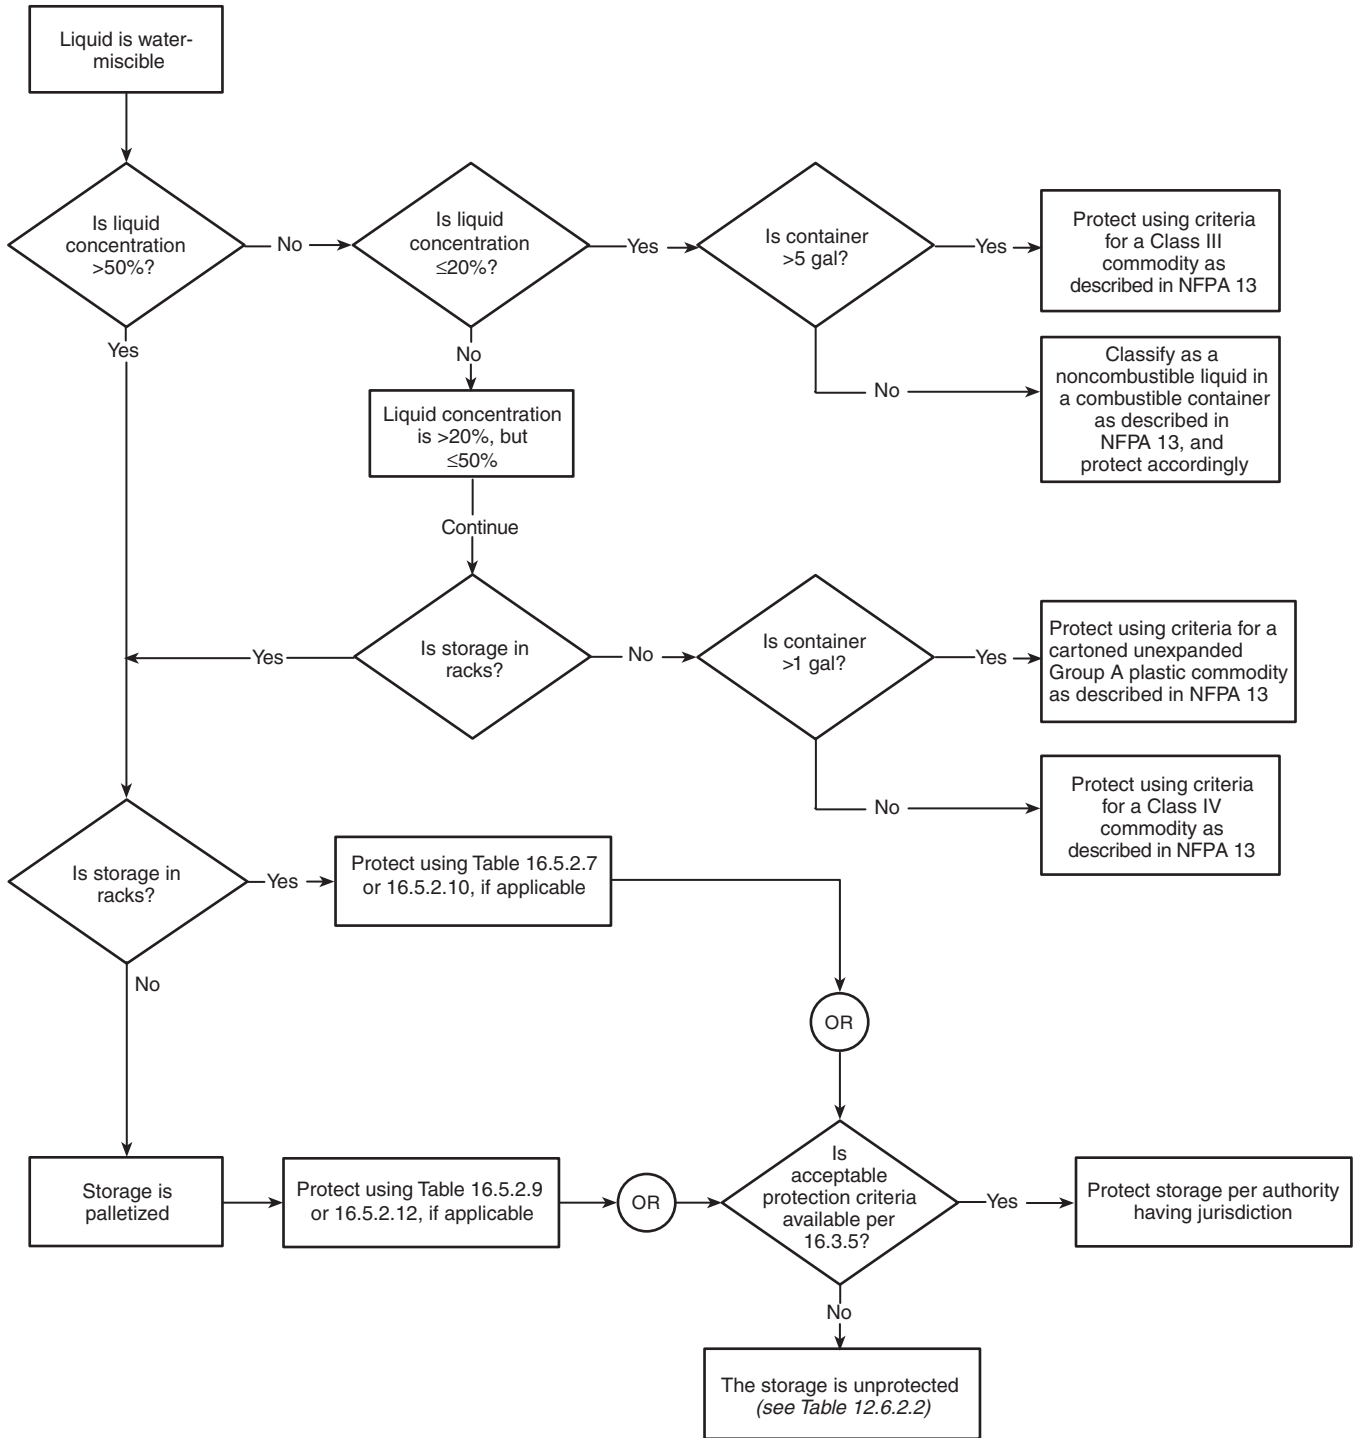 Liquid is water-
miscible
Is liquid
concentration
>50%?
No
Is liquid
concentration
≤20%?
Yes
Is container
>5 gal?
Yes
Protect using criteria
for a Class III
commodity as
described in NFPA 13
No
Classify as a
noncombustible liquid in
a combustible container
as described in
NFPA 13, and
protect accordingly
Yes
No
Liquid concentration
is >20%, but
≤50%
Continue
Is storage in
racks?
Yes
No
Is container
>1 gal?
Yes
Protect using criteria for a
cartoned unexpanded
Group A plastic commodity
as described in NFPA 13
No
Protect using criteria
for a Class IV
commodity as
described in NFPA 13
Is storage in
racks?
Yes
Protect using Table 16.5.2.7
or 16.5.2.10, if applicable
No
OR
Storage is
palletized
Protect using Table 16.5.2.9
or 16.5.2.12, if applicable
OR
Is
acceptable
protection criteria
available per
16.3.5?
Yes
Protect storage per authority
having jurisdiction
No
The storage is unprotected
(see Table 12.6.2.2)